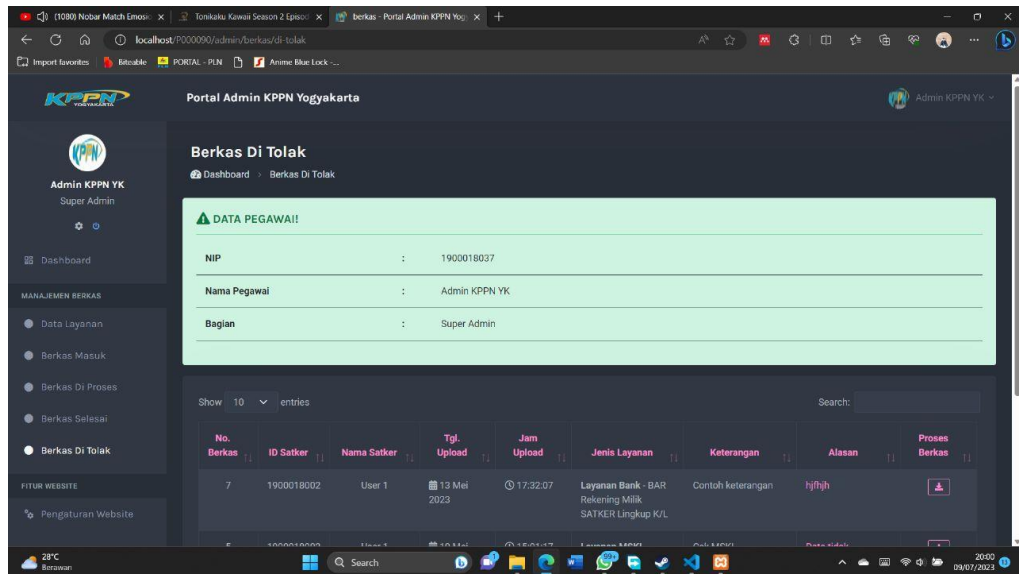 (1080) Nobar Match Emosi
Tonikaku Kawaii Season 2 Episod
berkas - Portal Admin KPPN Yog
localhost/P000090/admin/berkas/di-tolak
Import favorites
Biteable
PORTAL - PLN
Anime Blue Lock -...
KPPN
YOGYAKARTA
Portal Admin KPPN Yogyakarta
Admin KPPN YK
KPPN
Admin KPPN YK
Super Admin
Dashboard
MANAJEMEN BERKAS
Data Layanan
Berkas Masuk
Berkas Di Proses
Berkas Selesai
Berkas Di Tolak
FITUR WEBSITE
Pengaturan Website
Berkas Di Tolak
Dashboard > Berkas Di Tolak
DATA PEGAWAI!
NIP : 1900018037
Nama Pegawai : Admin KPPN YK
Bagian : Super Admin
Show 10 entries
Search:
No. Berkas ID Satker Nama Satker Tgl. Upload Jam Upload Jenis Layanan Keterangan Alasan Proses Berkas
7 1900018002 User 1 13 Mei 2023 17:32:07 Layanan Bank - BAR Rekening Milik SATKER Lingkup K/L Contoh keterangan hjfhjh
28°C
Berawan
Search
99+
20:00
09/07/2023